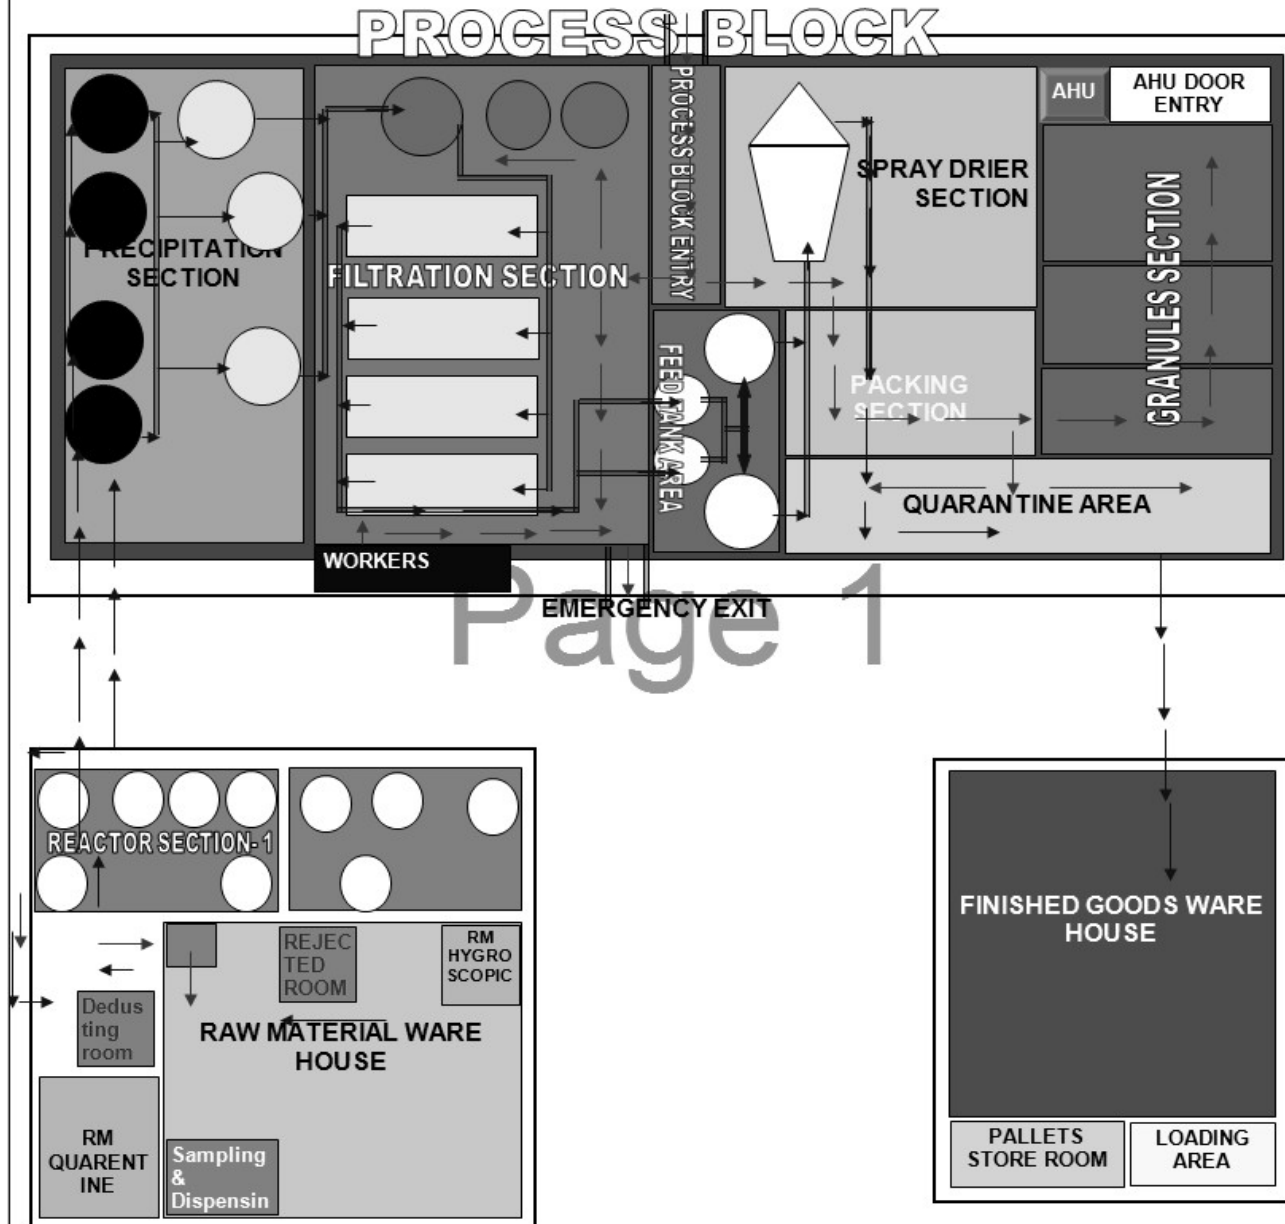 PROCESS BLOCK
AHU
AHU DOOR
ENTRY
PROCESS BLOCK ENTRY
SPRAY DRIER
SECTION
GRANULES SECTION
PRECIPITATION
SECTION
FILTRATION SECTION
FEED TANK AREA
PACKING
SECTION
QUARANTINE AREA
WORKERS
EMERGENCY EXIT
Page 1
REACTOR SECTION-1
REJEC
TED
ROOM
RM
HYGRO
SCOPIC
Dedus
ting
room
RAW MATERIAL WARE
HOUSE
RM
QUARENT
INE
Sampling
&
Dispensin
FINISHED GOODS WARE
HOUSE
PALLETS
STORE ROOM
LOADING
AREA